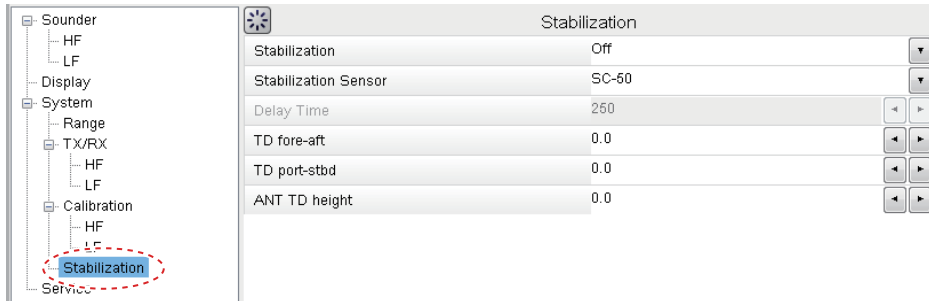 Sounder
HF
LF
Display
System
Range
TX/RX
HF
LF
Calibration
HF
LF
Stabilization
Service
Stabilization
Stabilization Off
Stabilization Sensor SC-50
Delay Time 250
TD fore-aft 0.0
TD port-stbd 0.0
ANT TD height 0.0